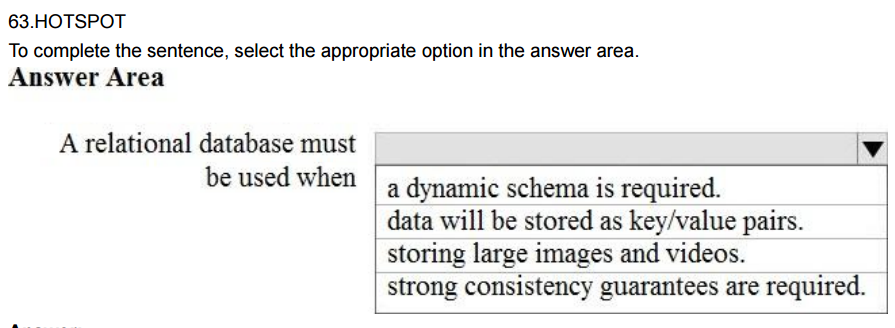 63.HOTSPOT
To complete the sentence, select the appropriate option in the answer area.
Answer Area
A relational database must
be used when
a dynamic schema is required.
data will be stored as key/value pairs.
storing large images and videos.
strong consistency guarantees are required.